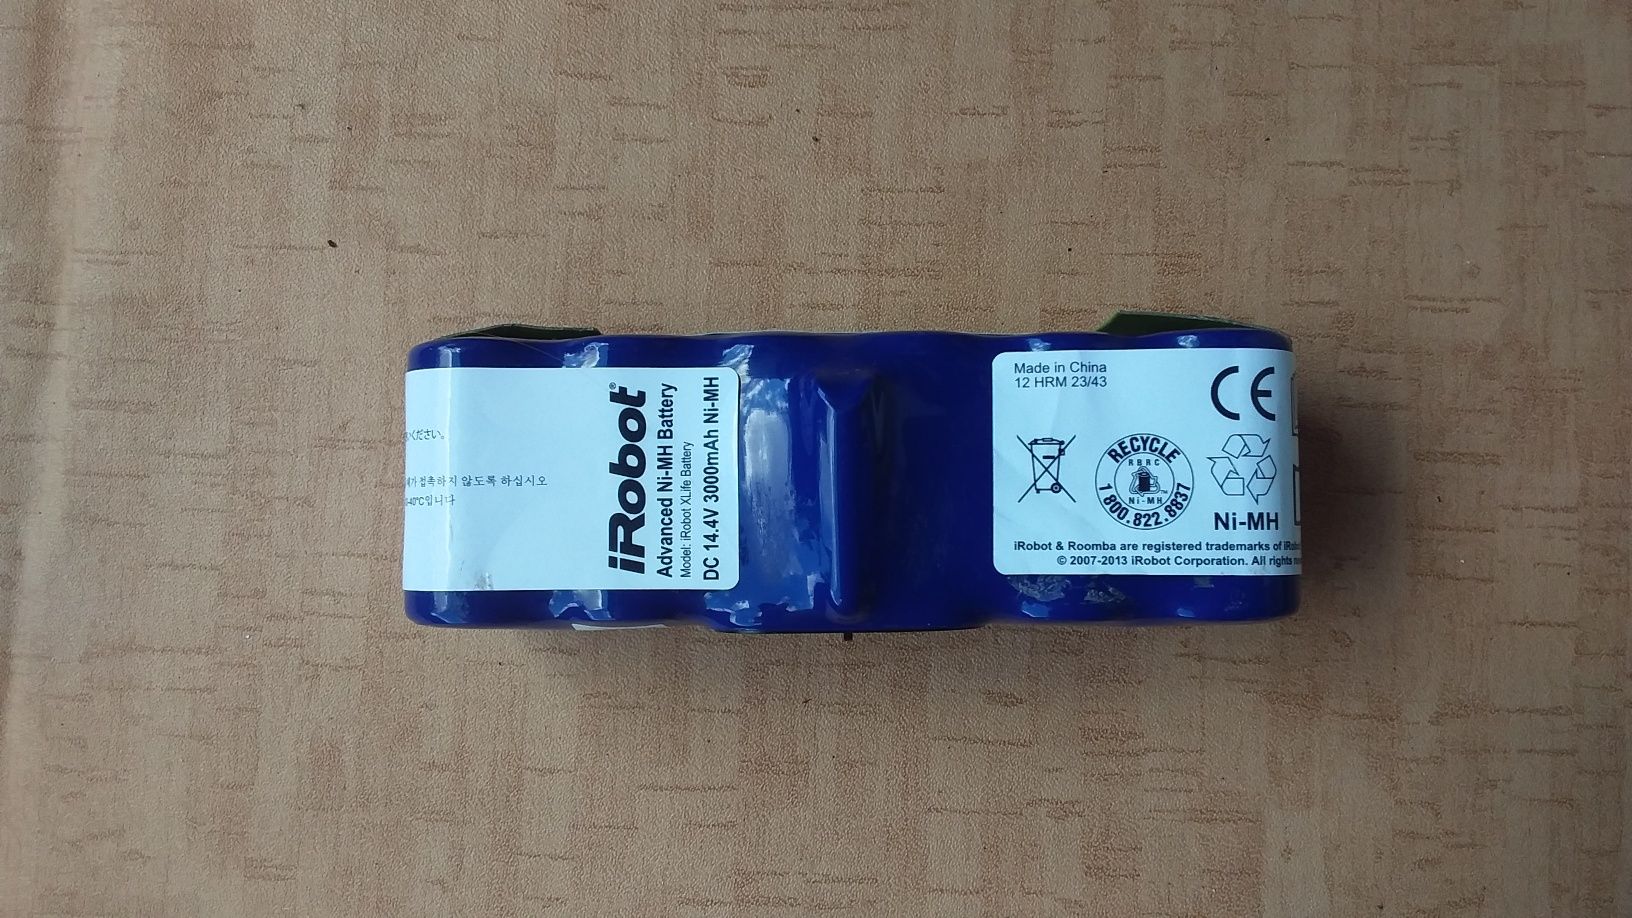 ください。
접촉하지 않도록 하십시오
-40℃입니다
iRobot®
Advanced Ni-MH Battery
Model: iRobot XLife Battery
DC 14.4V 3000mAh Ni-MH
Made in China
12 HRM 23/43
CE
RECYCLE
RBRC
Ni-MH
1.800.822.8837
Ni-MH
iRobot & Roomba are registered trademarks of iRobot
© 2007-2013 iRobot Corporation. All rights